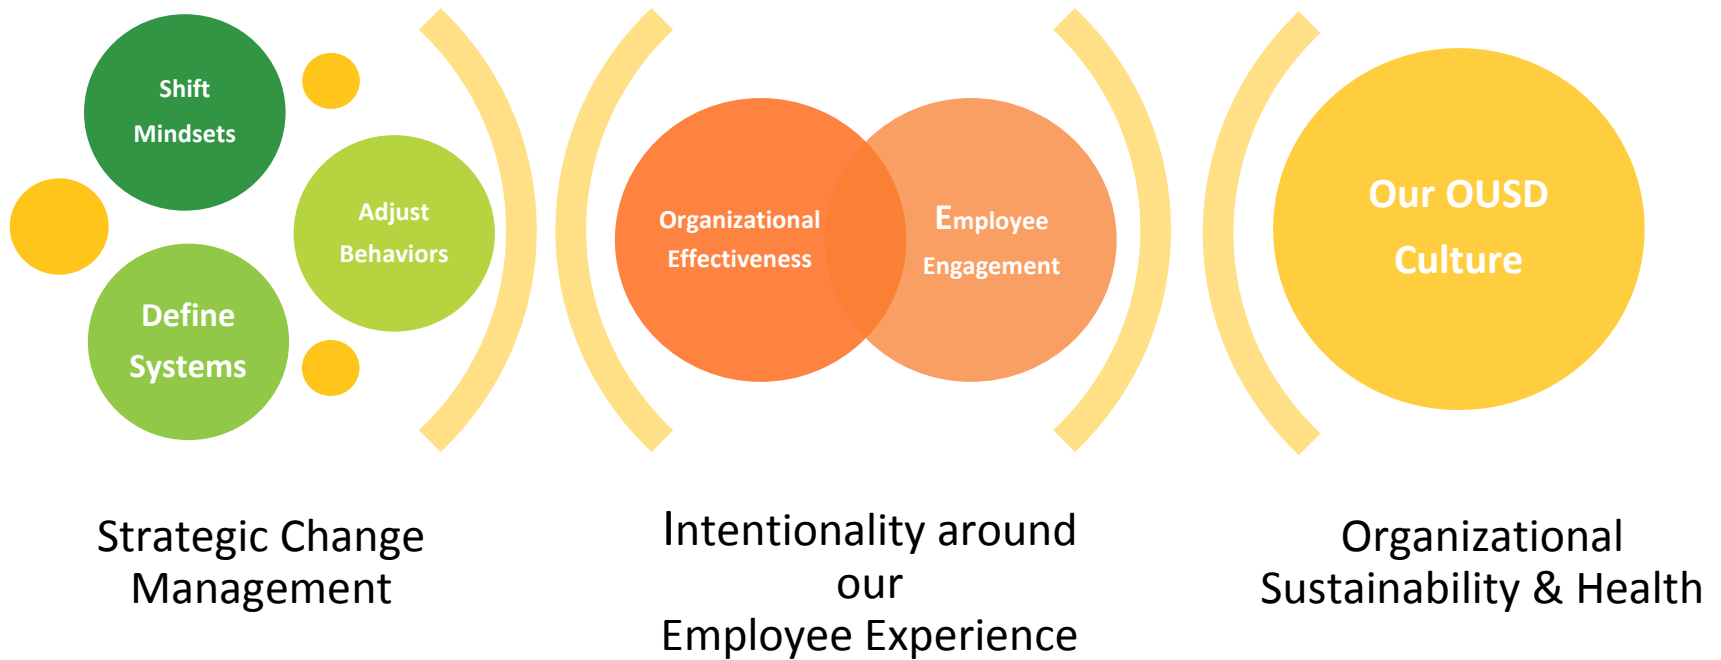 Shift
Mindsets
Adjust
Behaviors
Define
Systems
Organizational
Effectiveness
Employee
Engagement
Our OUSD
Culture
Strategic Change
Management
Intentionality around
our
Employee Experience
Organizational
Sustainability & Health